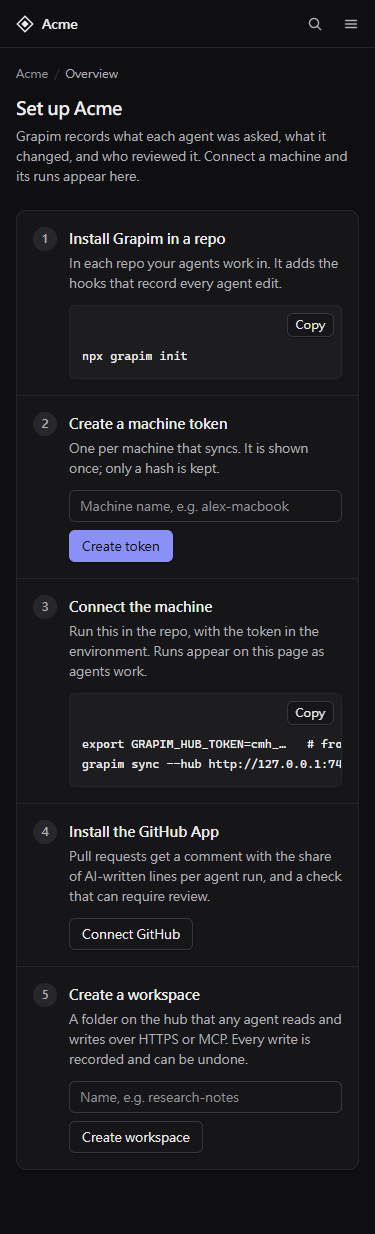 Acme
Acme / Overview
Set up Acme
Grapim records what each agent was asked, what it
changed, and who reviewed it. Connect a machine and
its runs appear here.
1
Install Grapim in a repo
In each repo your agents work in. It adds the
hooks that record every agent edit.
Copy
npx grapim init
2
Create a machine token
One per machine that syncs. It is shown
once; only a hash is kept.
Machine name, e.g. alex-macbook
Create token
3
Connect the machine
Run this in the repo, with the token in the
environment. Runs appear on this page as
agents work.
Copy
export GRAPIM_HUB_TOKEN=cmh_… # fro
grapim sync --hub http://127.0.0.1:74
4
Install the GitHub App
Pull requests get a comment with the share
of AI-written lines per agent run, and a check
that can require review.
Connect GitHub
5
Create a workspace
A folder on the hub that any agent reads and
writes over HTTPS or MCP. Every write is
recorded and can be undone.
Name, e.g. research-notes
Create workspace